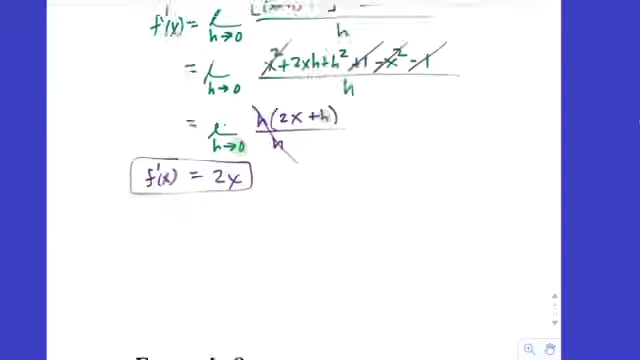 f'(x) = lim h→0 / h
= lim h→0 x² + 2xh + h² + 1 - x² - 1 / h
= lim h→0 h(2x + h) / h
f'(x) = 2x